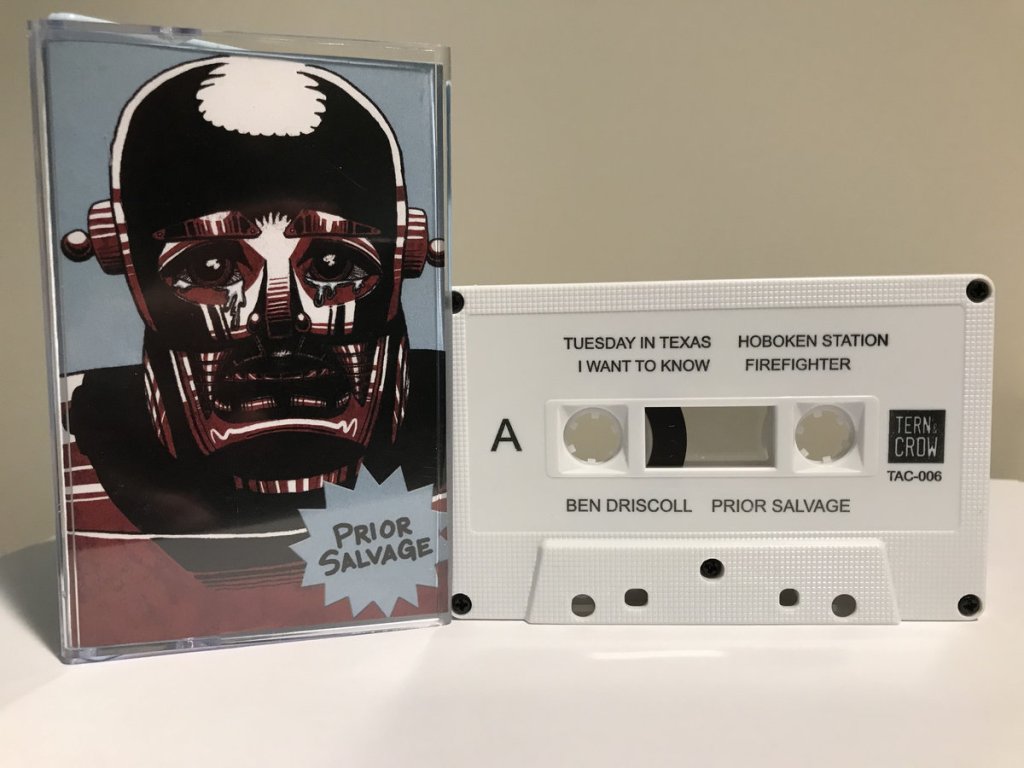 PRIOR
SALVAGE
TUESDAY IN TEXAS HOBOKEN STATION
I WANT TO KNOW FIREFIGHTER
A
TERN &
CROW
TAC-006
BEN DRISCOLL PRIOR SALVAGE